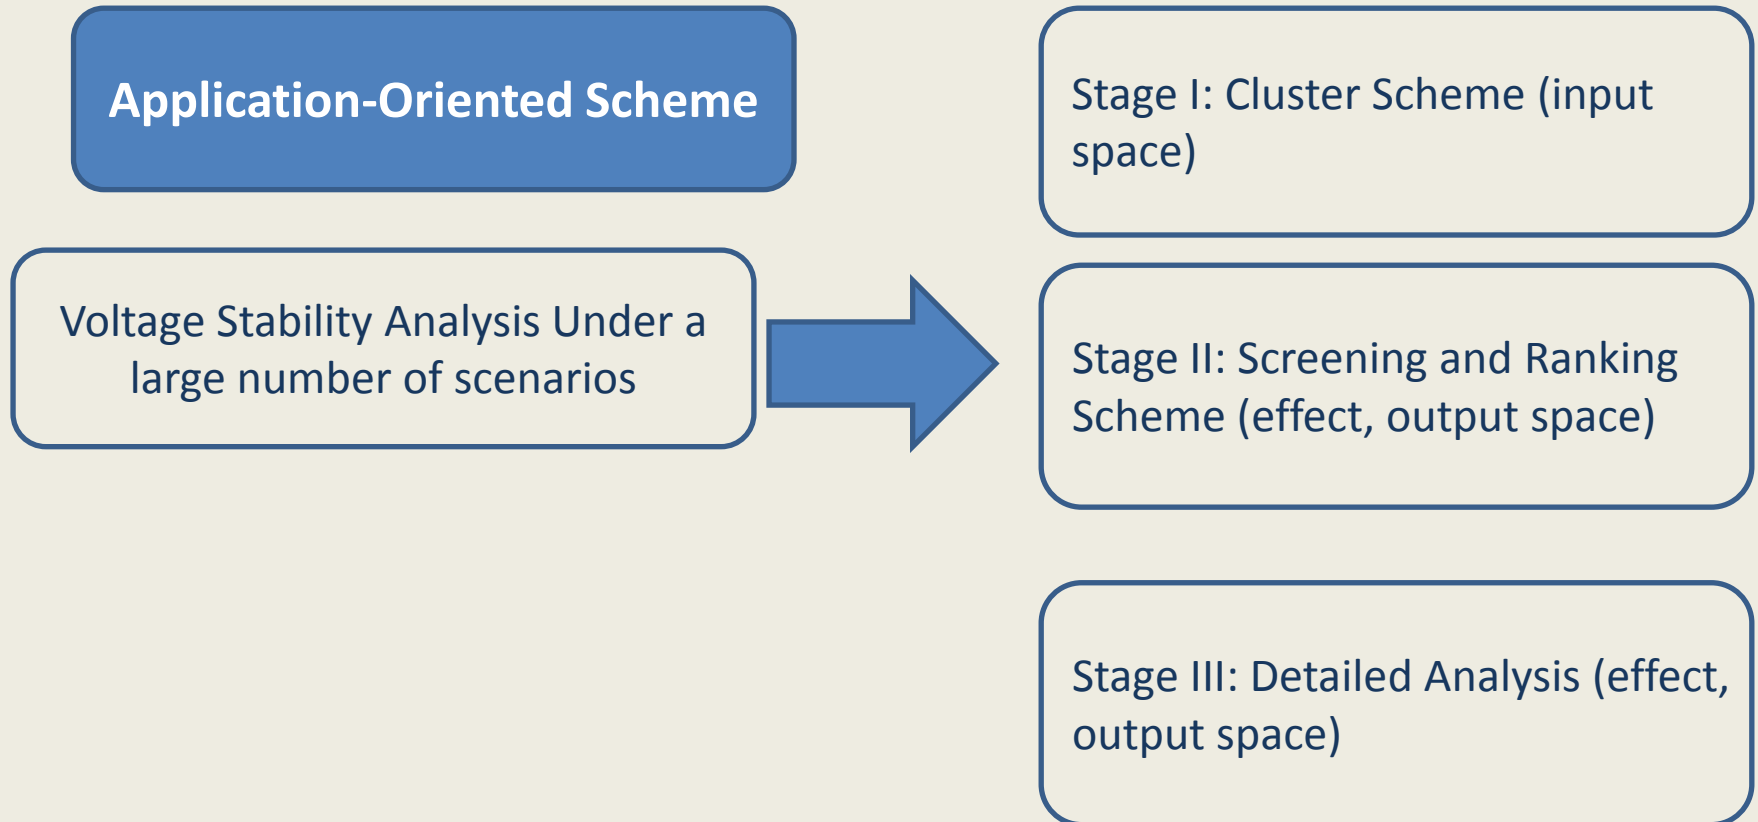 Application-Oriented Scheme
Voltage Stability Analysis Under a
large number of scenarios
Stage I: Cluster Scheme (input
space)
Stage II: Screening and Ranking
Scheme (effect, output space)
Stage III: Detailed Analysis (effect,
output space)